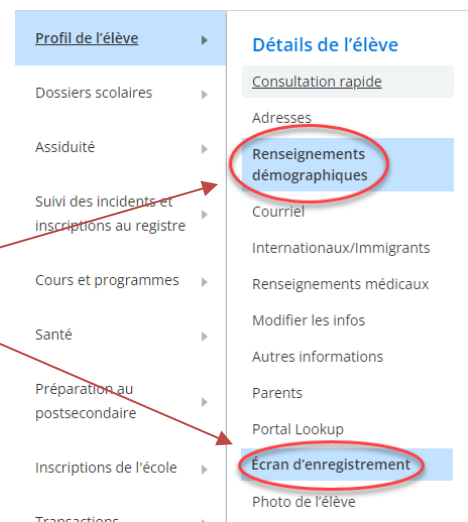 Profil de l'élève
Dossiers scolaires
Assiduité
Suivi des incidents et
inscriptions au registre
Cours et programmes
Santé
Préparation au
postsecondaire
Inscriptions de l'école
Transactions
Détails de l'élève
Consultation rapide
Adresses
Renseignements
démographiques
Courriel
Internationaux/Immigrants
Renseignements médicaux
Modifier les infos
Autres informations
Parents
Portal Lookup
Écran d'enregistrement
Photo de l'élève